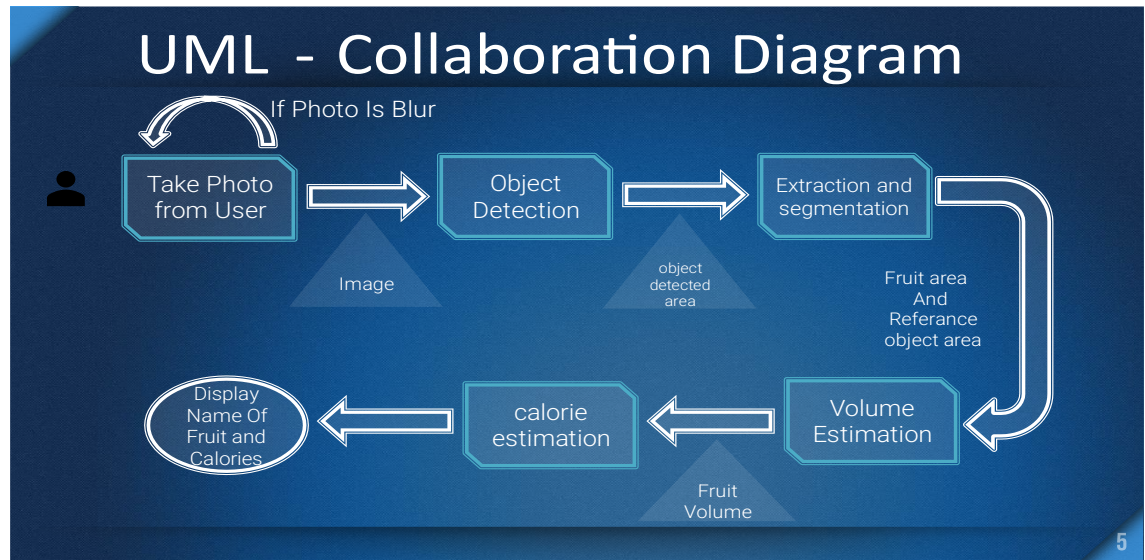 UML - Collaboration Diagram
If Photo Is Blur
Take Photo
from User
Object
Detection
Extraction and
segmentation
Image
object
detected
area
Fruit area
And
Referance
object area
Display
Name Of
Fruit and
Calories
calorie
estimation
Volume
Estimation
Fruit
Volume
5